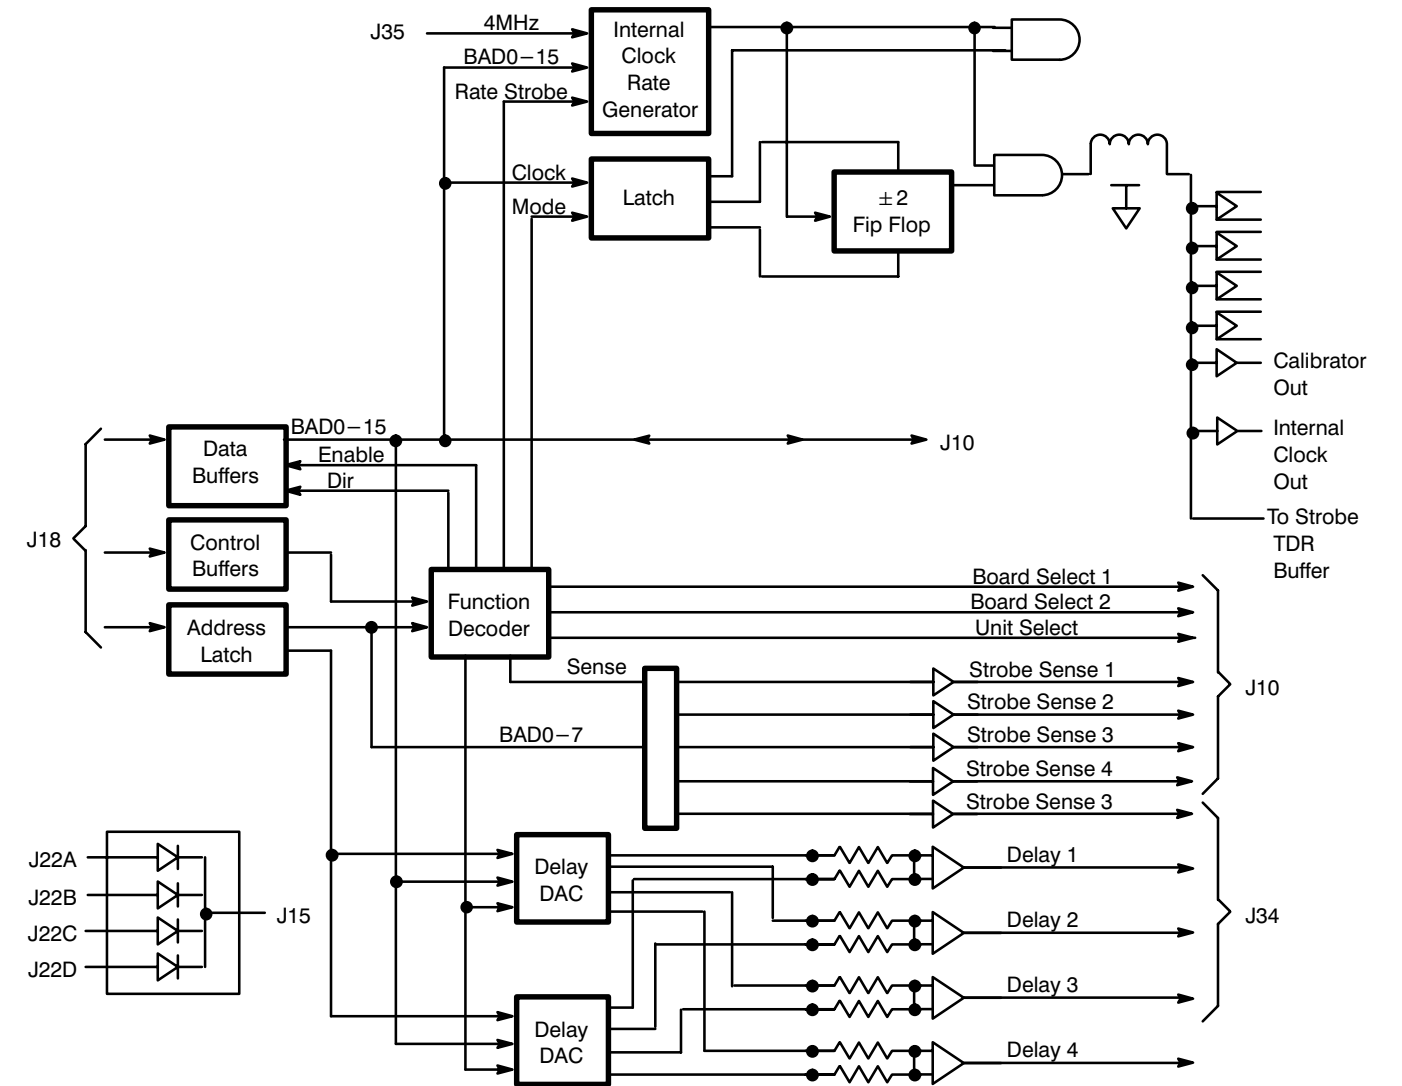 J35
4MHz
BAD0–15
Rate Strobe
Internal
Clock
Rate
Generator
Clock
Mode
Latch
±2
Fip Flop
Calibrator
Out
Internal
Clock
Out
To Strobe
TDR
Buffer
J18
Data
Buffers
BAD0–15
Enable
Dir
J10
Control
Buffers
Address
Latch
Function
Decoder
Board Select 1
Board Select 2
Unit Select
Sense
BAD0–7
Strobe Sense 1
Strobe Sense 2
Strobe Sense 3
Strobe Sense 4
Strobe Sense 3
J10
J22A
J22B
J22C
J22D
J15
Delay
DAC
Delay
DAC
Delay 1
Delay 2
Delay 3
Delay 4
J34